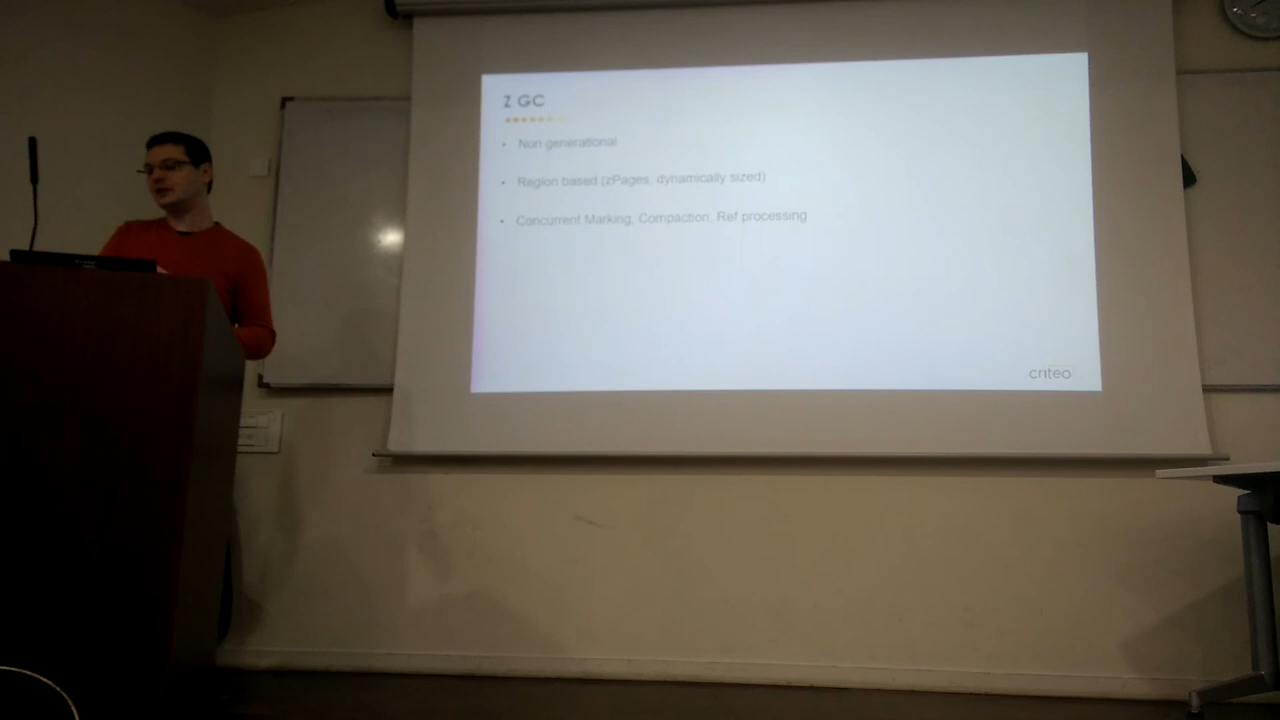 Z GC
• Non generational
• Region based (zPages, dynamically sized)
• Concurrent Marking, Compaction, Ref processing
criteo